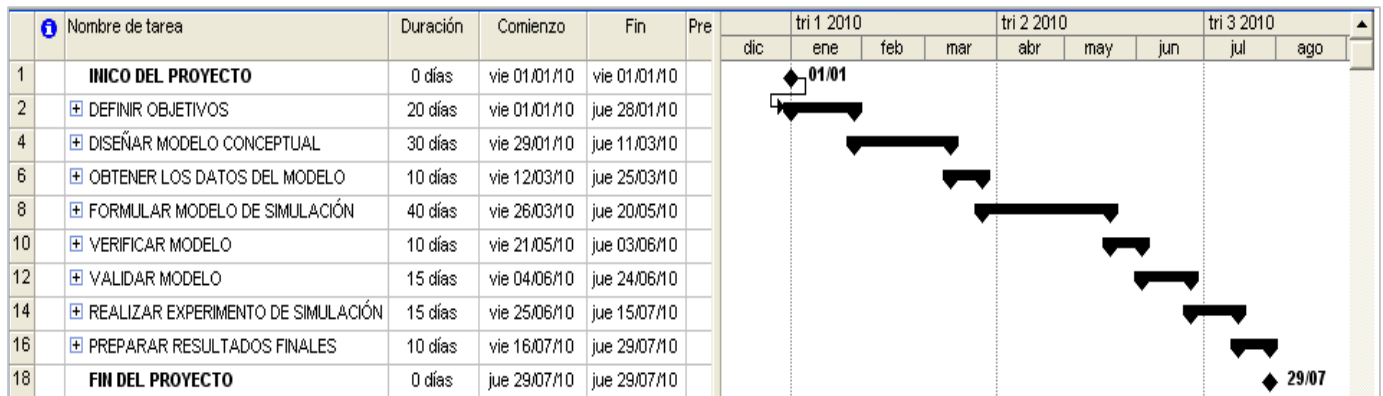 Nombre de tarea Duración Comienzo Fin Pre tri 1 2010 tri 2 2010 tri 3 2010
dic ene feb mar abr may jun jul ago
1 INICO DEL PROYECTO 0 días vie 01/01/10 vie 01/01/10 01/01
2 DEFINIR OBJETIVOS 20 días vie 01/01/10 jue 28/01/10
4 DISEÑAR MODELO CONCEPTUAL 30 días vie 29/01/10 jue 11/03/10
6 OBTENER LOS DATOS DEL MODELO 10 días vie 12/03/10 jue 25/03/10
8 FORMULAR MODELO DE SIMULACIÓN 40 días vie 26/03/10 jue 20/05/10
10 VERIFICAR MODELO 10 días vie 21/05/10 jue 03/06/10
12 VALIDAR MODELO 15 días vie 04/06/10 jue 24/06/10
14 REALIZAR EXPERIMENTO DE SIMULACIÓN 15 días vie 25/06/10 jue 15/07/10
16 PREPARAR RESULTADOS FINALES 10 días vie 16/07/10 jue 29/07/10
18 FIN DEL PROYECTO 0 días jue 29/07/10 jue 29/07/10 29/07